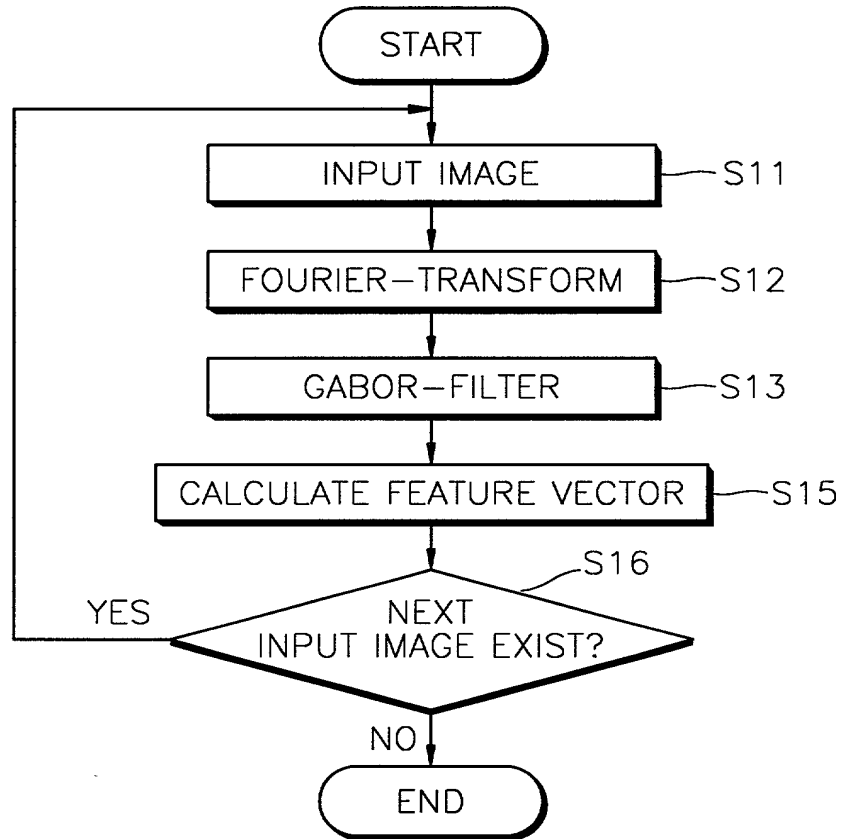 START
INPUT IMAGE
S11
FOURIER-TRANSFORM
S12
GABOR-FILTER
S13
CALCULATE FEATURE VECTOR
S15
S16
YES
NEXT
INPUT IMAGE EXIST?
NO
END